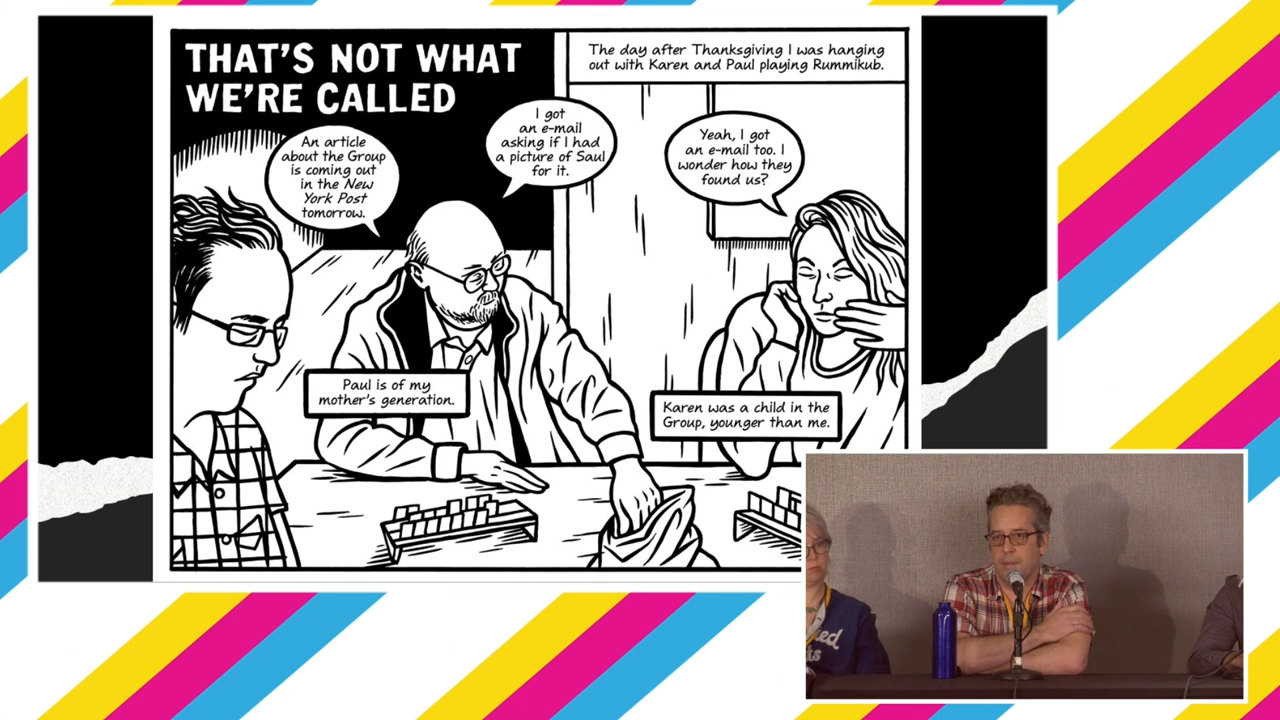 THAT'S NOT WHAT
WE'RE CALLED
An article
about the Group
is coming out
in the New
York Post
tomorrow.
I got
an e-mail
asking if I had
a picture of Saul
for it.
The day after Thanksgiving I was hanging
out with Karen and Paul playing Rummikub.
Yeah, I got
an e-mail too. I
wonder how they
found us?
Paul is of my
mother's generation.
Karen was a child in the
Group, younger than me.